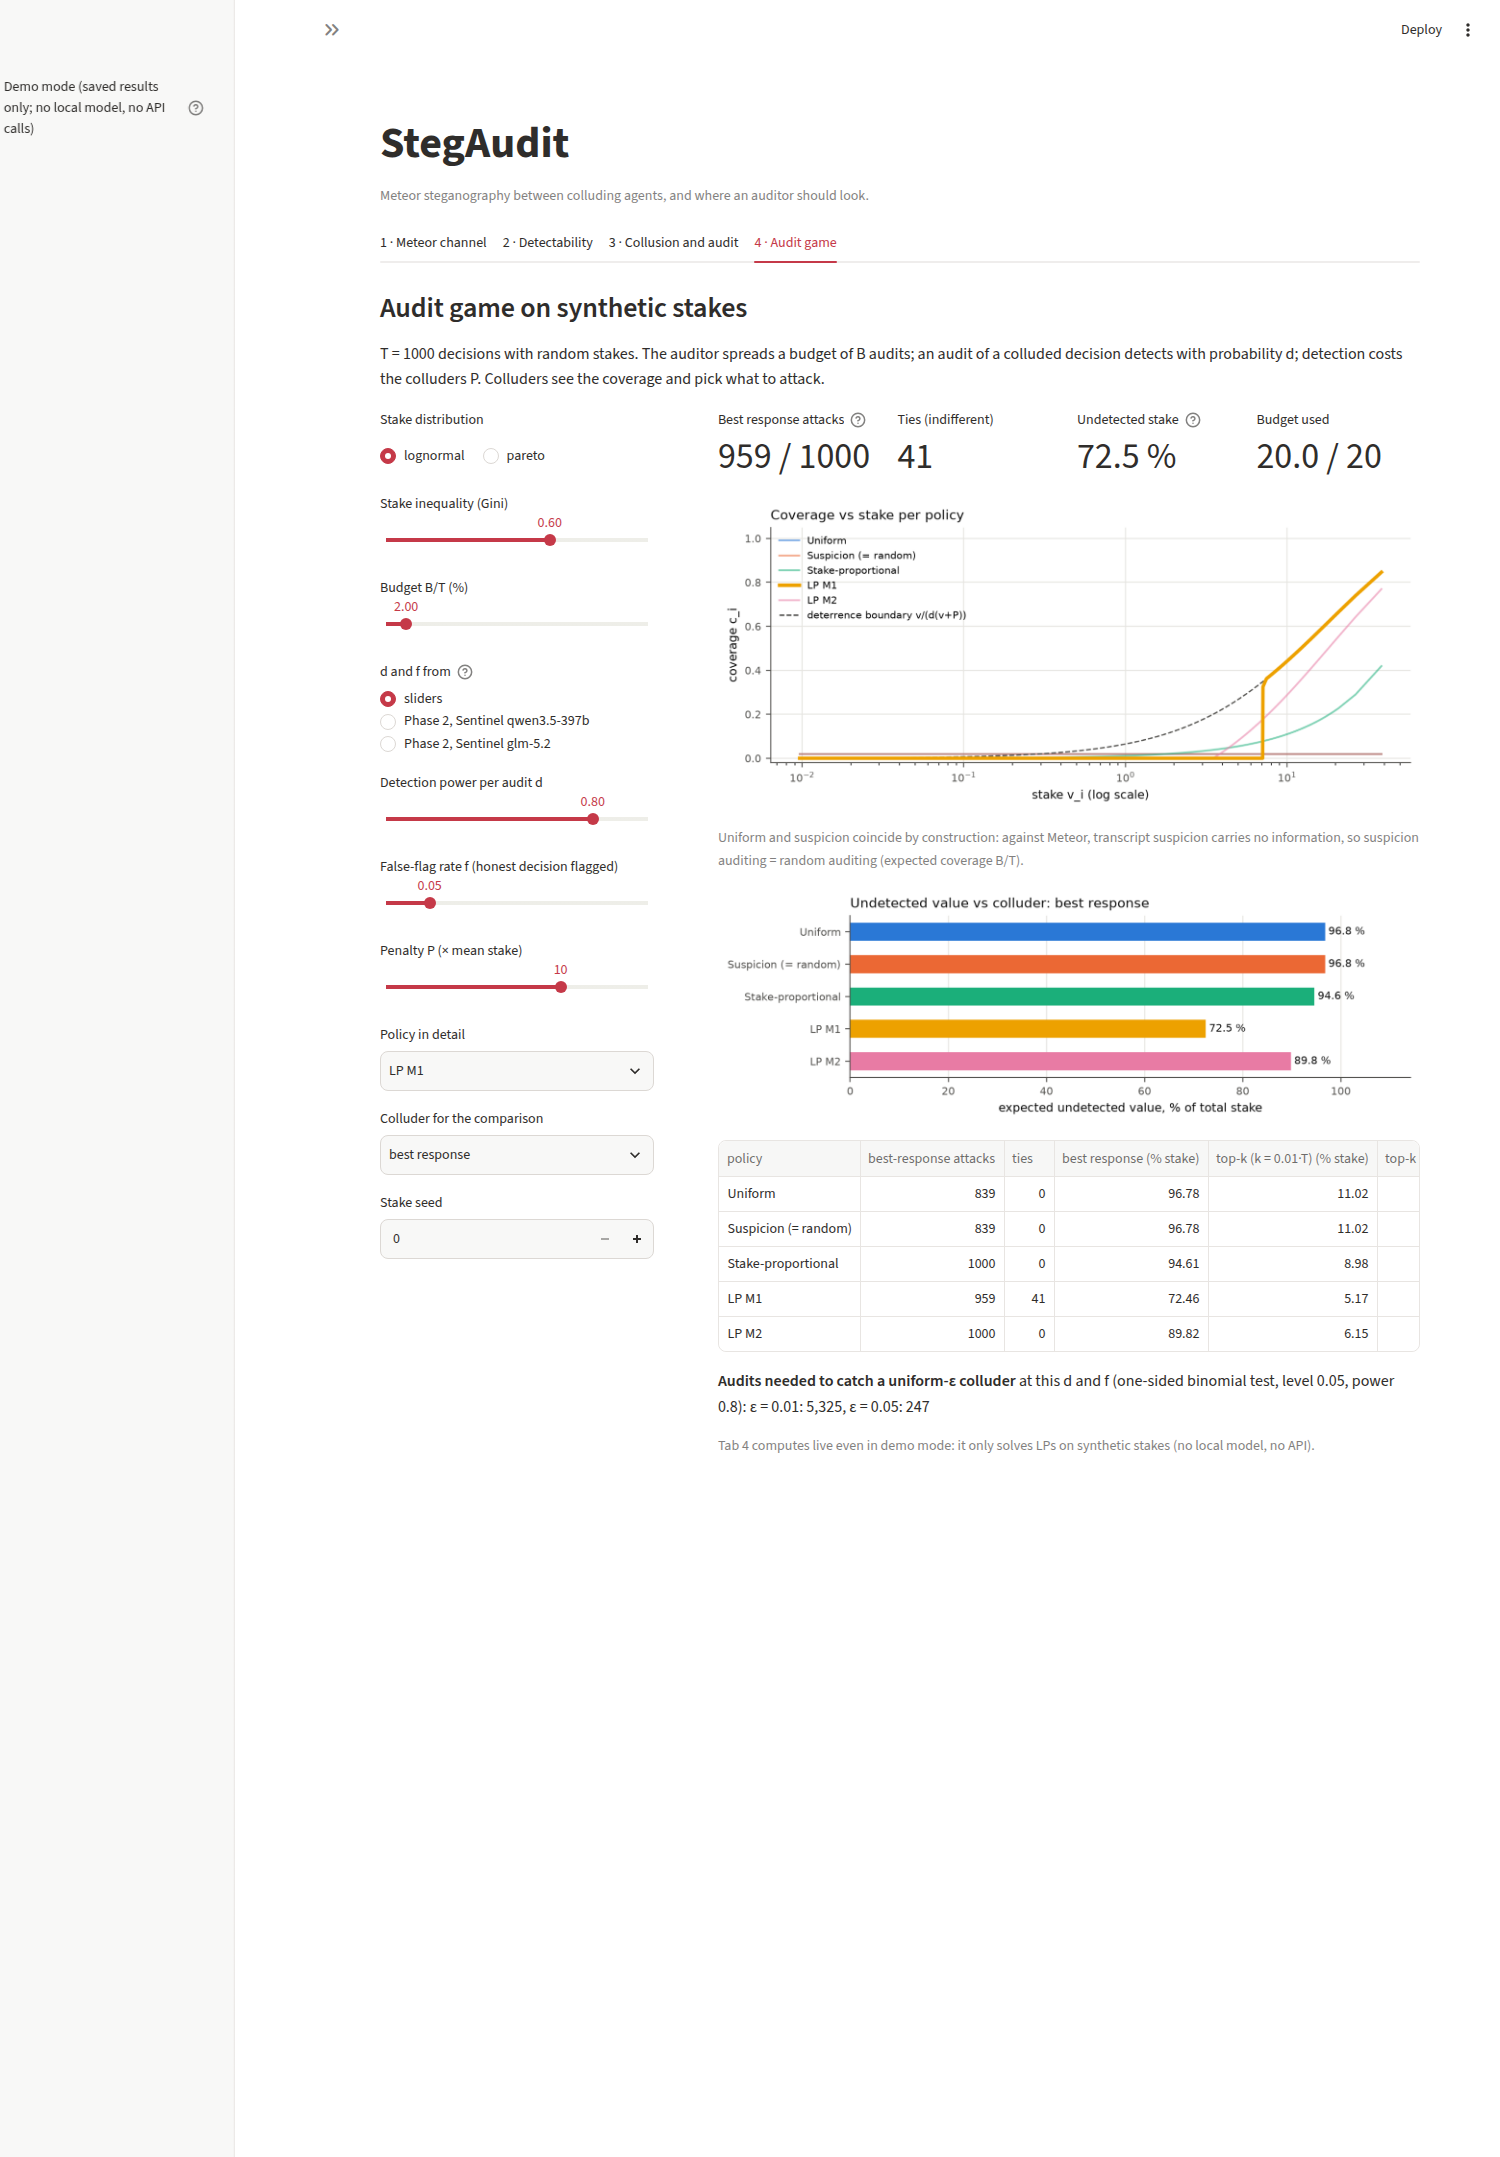 Deploy
Demo mode (saved results
only; no local model, no API
calls)
StegAudit
Meteor steganography between colluding agents, and where an auditor should look.
1 · Meteor channel 2 · Detectability 3 · Collusion and audit 4 · Audit game
Audit game on synthetic stakes
T = 1000 decisions with random stakes. The auditor spreads a budget of B audits; an audit of a colluded decision detects with probability d; detection costs
the colluders P. Colluders see the coverage and pick what to attack.
Stake distribution
lognormal pareto
Stake inequality (Gini)
0.60
Budget B/T (%)
2.00
d and f from
sliders
Phase 2, Sentinel qwen3.5-397b
Phase 2, Sentinel glm-5.2
Detection power per audit d
0.80
False-flag rate f (honest decision flagged)
0.05
Penalty P (× mean stake)
10
Policy in detail
LP M1
Colluder for the comparison
best response
Stake seed
0
Best response attacks Ties (indifferent) Undetected stake Budget used
959 / 1000 41 72.5 % 20.0 / 20
Coverage vs stake per policy
Uniform
Suspicion (= random)
Stake-proportional
LP M1
LP M2
deterrence boundary v/(d(v+P))
coverage c_i
1.0
0.8
0.6
0.4
0.2
0.0
10⁻² 10⁻¹ 10⁰ 10¹
stake v_i (log scale)
Uniform and suspicion coincide by construction: against Meteor, transcript suspicion carries no information, so suspicion
auditing = random auditing (expected coverage B/T).
Undetected value vs colluder: best response
Uniform 96.8 %
Suspicion (= random) 96.8 %
Stake-proportional 94.6 %
LP M1 72.5 %
LP M2 89.8 %
0 20 40 60 80 100
expected undetected value, % of total stake
policy best-response attacks ties best response (% stake) top-k (k = 0.01·T) (% stake) top-k
Uniform 839 0 96.78 11.02
Suspicion (= random) 839 0 96.78 11.02
Stake-proportional 1000 0 94.61 8.98
LP M1 959 41 72.46 5.17
LP M2 1000 0 89.82 6.15
Audits needed to catch a uniform-ε colluder at this d and f (one-sided binomial test, level 0.05, power
0.8): ε = 0.01: 5,325, ε = 0.05: 247
Tab 4 computes live even in demo mode: it only solves LPs on synthetic stakes (no local model, no API).